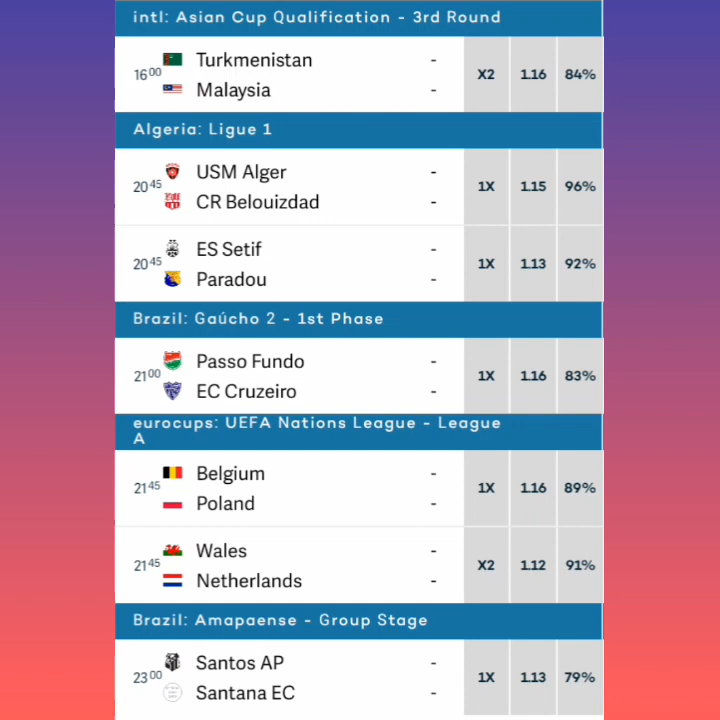 intl: Asian Cup Qualification - 3rd Round
16 00
Turkmenistan -
Malaysia -
X2 1.16 84%
Algeria: Ligue 1
20 45
USM Alger -
CR Belouizdad -
1X 1.15 96%
20 45
ES Setif -
Paradou -
1X 1.13 92%
Brazil: Gaúcho 2 - 1st Phase
21 00
Passo Fundo -
EC Cruzeiro -
1X 1.16 83%
eurocups: UEFA Nations League - League
A
21 45
Belgium -
Poland -
1X 1.16 89%
21 45
Wales -
Netherlands -
X2 1.12 91%
Brazil: Amapaense - Group Stage
23 00
Santos AP -
Santana EC -
1X 1.13 79%